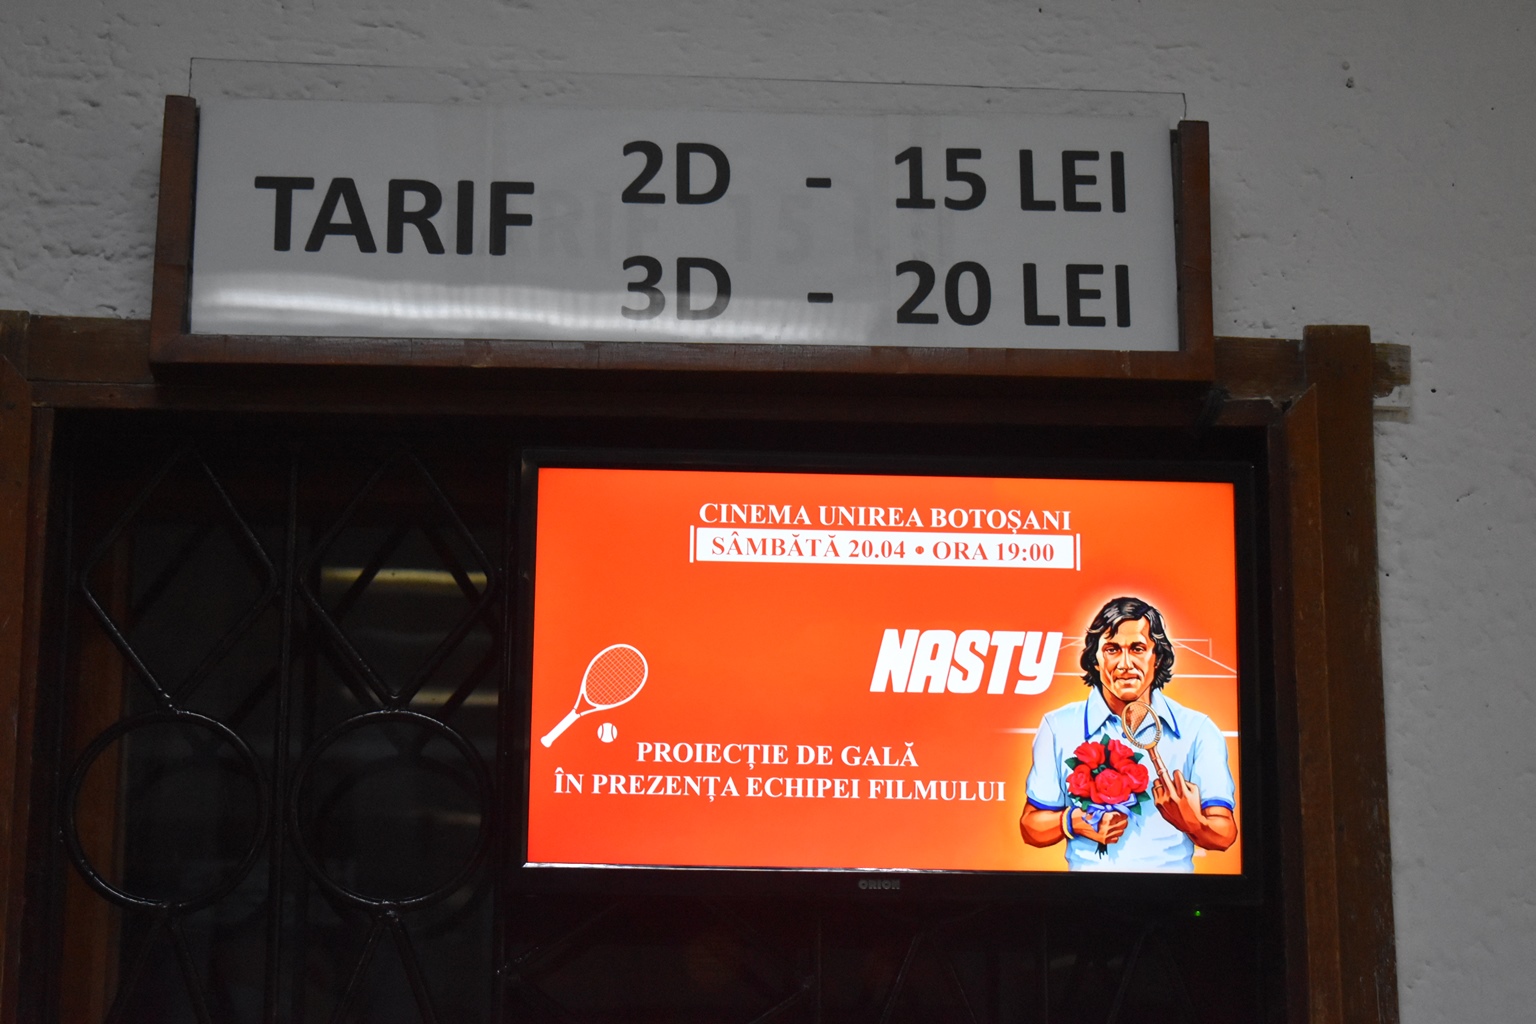 TARIF
2D - 15 LEI
3D - 20 LEI
CINEMA UNIREA BOTOȘANI
SÂMBĂTĂ 20.04 • ORA 19:00
NASTY
PROIECȚIE DE GALĂ
ÎN PREZENȚA ECHIPEI FILMULUI
ORION